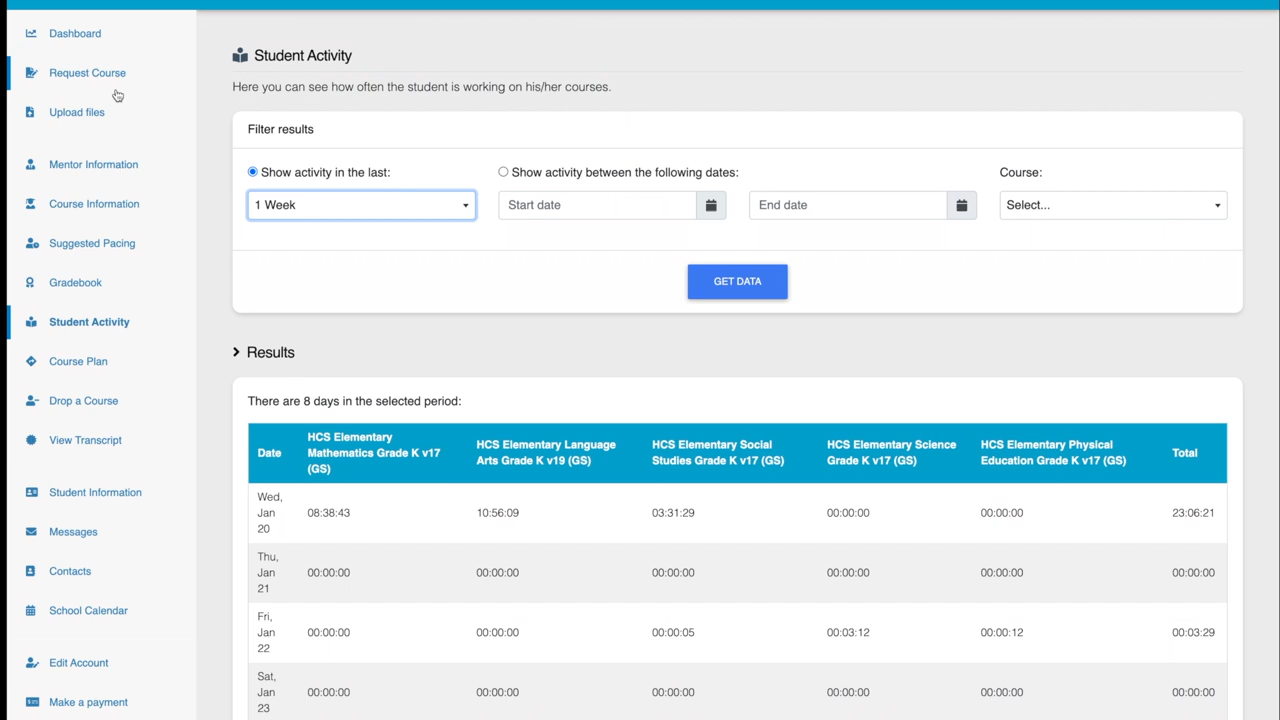 Dashboard
Request Course
Upload files
Mentor Information
Course Information
Suggested Pacing
Gradebook
Student Activity
Course Plan
Drop a Course
View Transcript
Student Information
Messages
Contacts
School Calendar
Edit Account
Make a payment
Student Activity
Here you can see how often the student is working on his/her courses.
Filter results
Show activity in the last: Show activity between the following dates: Course:
1 Week Start date End date Select...
GET DATA
Results
There are 8 days in the selected period:
Date
HCS Elementary
Mathematics Grade K v17
(GS)
HCS Elementary Language
Arts Grade K v19 (GS)
HCS Elementary Social
Studies Grade K v17 (GS)
HCS Elementary Science
Grade K v17 (GS)
HCS Elementary Physical
Education Grade K v17 (GS)
Total
Wed,
Jan
20
08:38:43 10:56:09 03:31:29 00:00:00 00:00:00 23:06:21
Thu,
Jan
21
00:00:00 00:00:00 00:00:00 00:00:00 00:00:00 00:00:00
Fri,
Jan
22
00:00:00 00:00:00 00:00:05 00:03:12 00:00:12 00:03:29
Sat,
Jan
23
00:00:00 00:00:00 00:00:00 00:00:00 00:00:00 00:00:00